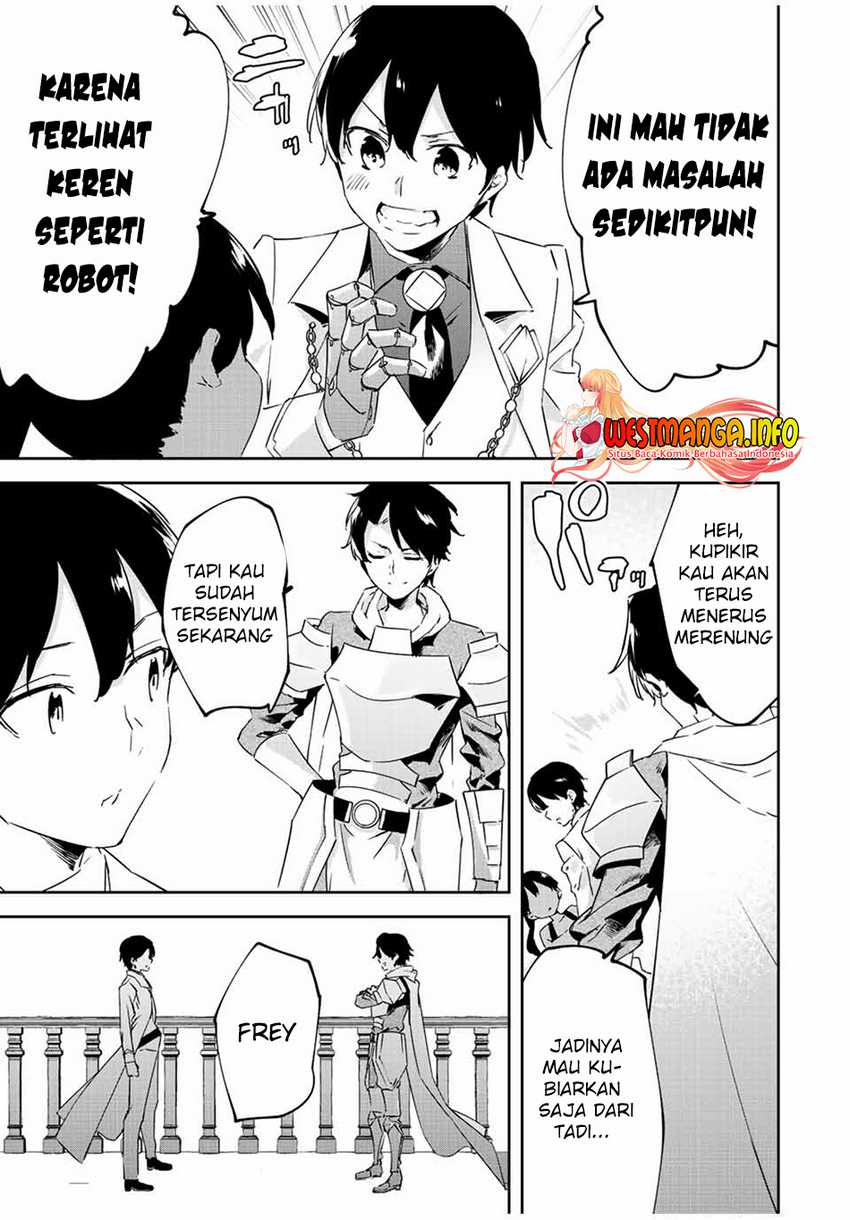 INI MAH TIDAK
ADA MASALAH
SEDIKITPUN!
KARENA
TERLIHAT
KEREN
SEPERTI
ROBOT!
WESTMANGA.INFO
Situs Baca Komik Berbahasa Indonesia
HEH,
KUPIKIR
KAU AKAN
TERUS
MENERUS
MERENUNG
JADINYA
MAU KU-
BIARKAN
SAJA DARI
TADI...
TAPI KAU
SUDAH
TERSENYUM
SEKARANG
FREY